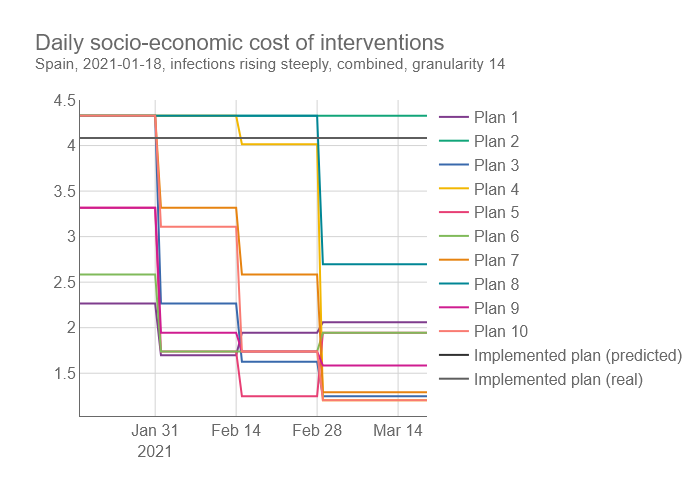 Daily socio-economic cost of interventions
Spain, 2021-01-18, infections rising steeply, combined, granularity 14
4.5
4
3.5
3
2.5
2
1.5
Jan 31
2021
Feb 14
Feb 28
Mar 14
Plan 1
Plan 2
Plan 3
Plan 4
Plan 5
Plan 6
Plan 7
Plan 8
Plan 9
Plan 10
Implemented plan (predicted)
Implemented plan (real)